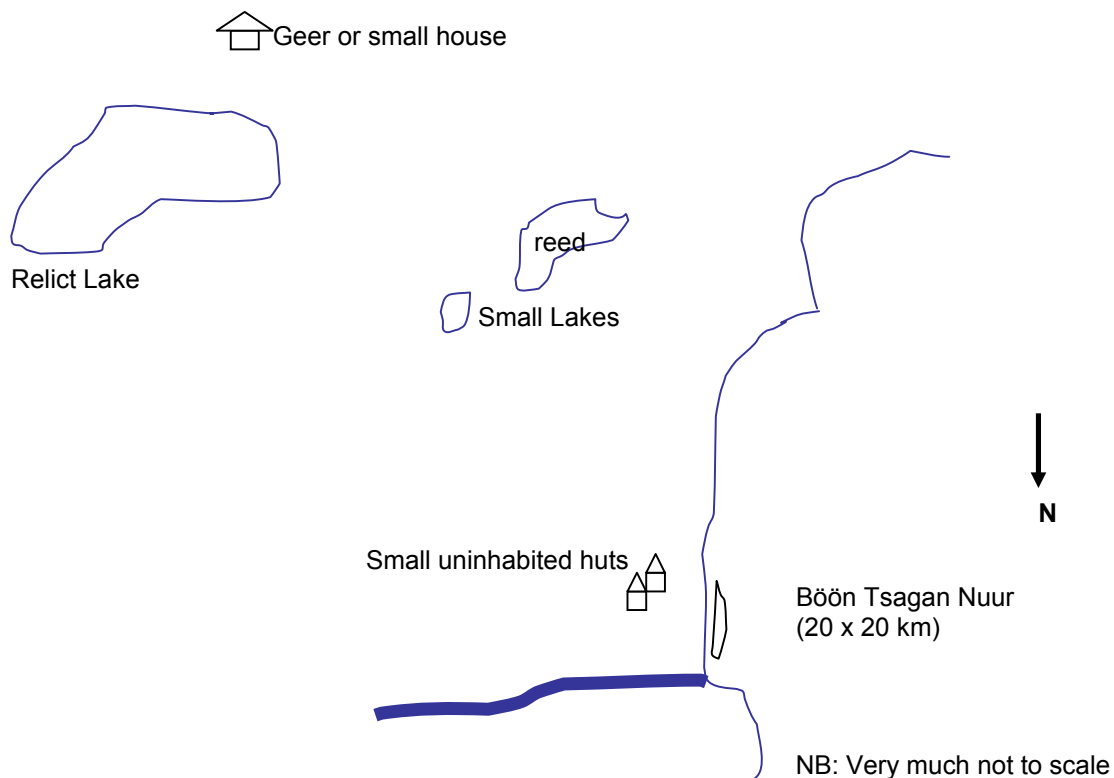 Geer or small house
reed
Relict Lake
Small Lakes
N
Small uninhabited huts
Böön Tsagan Nuur
(20 x 20 km)
NB: Very much not to scale